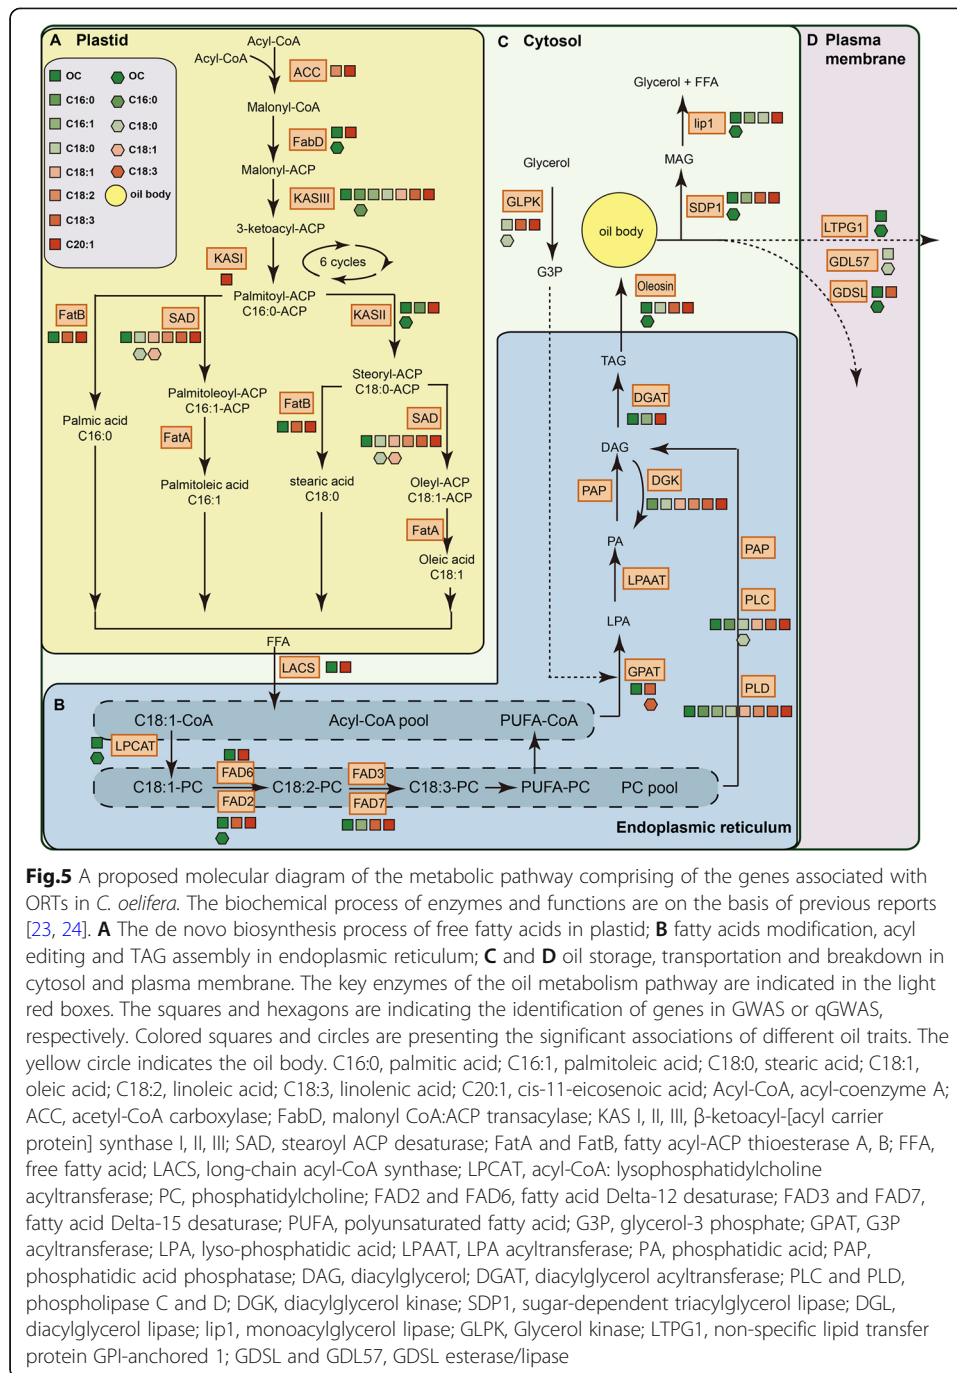 A Plastid
OC OC
C16:0 C16:0
C16:1 C18:0
C18:0 C18:1
C18:1 C18:3
C18:2 oil body
C18:3
C20:1
Acyl-CoA
Acyl-CoA
ACC
Malonyl-CoA
FabD
Malonyl-ACP
KASIII
3-ketoacyl-ACP
KASI
6 cycles
Palmitoyl-ACP
C16:0-ACP
FatB
SAD
KASII
Palmic acid
C16:0
Palmitoleoyl-ACP
C16:1-ACP
FatA
Palmitoleic acid
C16:1
Steoryl-ACP
C18:0-ACP
FatB
SAD
stearic acid
C18:0
Oleyl-ACP
C18:1-ACP
FatA
Oleic acid
C18:1
FFA
LACS
B
C18:1-CoA Acyl-CoA pool PUFA-CoA
LPCAT
FAD6 FAD3
C18:1-PC C18:2-PC C18:3-PC PUFA-PC PC pool
FAD2 FAD7
Endoplasmic reticulum
C Cytosol
Glycerol + FFA
lip1
MAG
SDP1
Glycerol
GLPK
G3P
oil body
Oleosin
TAG
DGAT
DAG
PAP
DGK
PA
LPAAT
LPA
GPAT
PAP
PLC
PLD
D Plasma
membrane
LTPG1
GDL57
GDSL
Fig.5 A proposed molecular diagram of the metabolic pathway comprising of the genes associated with
ORTs in C. oelifera. The biochemical process of enzymes and functions are on the basis of previous reports
[23, 24]. A The de novo biosynthesis process of free fatty acids in plastid; B fatty acids modification, acyl
editing and TAG assembly in endoplasmic reticulum; C and D oil storage, transportation and breakdown in
cytosol and plasma membrane. The key enzymes of the oil metabolism pathway are indicated in the light
red boxes. The squares and hexagons are indicating the identification of genes in GWAS or qGWAS,
respectively. Colored squares and circles are presenting the significant associations of different oil traits. The
yellow circle indicates the oil body. C16:0, palmitic acid; C16:1, palmitoleic acid; C18:0, stearic acid; C18:1,
oleic acid; C18:2, linoleic acid; C18:3, linolenic acid; C20:1, cis-11-eicosenoic acid; Acyl-CoA, acyl-coenzyme A;
ACC, acetyl-CoA carboxylase; FabD, malonyl CoA:ACP transacylase; KAS I, II, III, β-ketoacyl-[acyl carrier
protein] synthase I, II, III; SAD, stearoyl ACP desaturase; FatA and FatB, fatty acyl-ACP thioesterase A, B; FFA,
free fatty acid; LACS, long-chain acyl-CoA synthase; LPCAT, acyl-CoA: lysophosphatidylcholine
acyltransferase; PC, phosphatidylcholine; FAD2 and FAD6, fatty acid Delta-12 desaturase; FAD3 and FAD7,
fatty acid Delta-15 desaturase; PUFA, polyunsaturated fatty acid; G3P, glycerol-3 phosphate; GPAT, G3P
acyltransferase; LPA, lyso-phosphatidic acid; LPAAT, LPA acyltransferase; PA, phosphatidic acid; PAP,
phosphatidic acid phosphatase; DAG, diacylglycerol; DGAT, diacylglycerol acyltransferase; PLC and PLD,
phospholipase C and D; DGK, diacylglycerol kinase; SDP1, sugar-dependent triacylglycerol lipase; DGL,
diacylglycerol lipase; lip1, monoacylglycerol lipase; GLPK, Glycerol kinase; LTPG1, non-specific lipid transfer
protein GPI-anchored 1; GDSL and GDL57, GDSL esterase/lipase